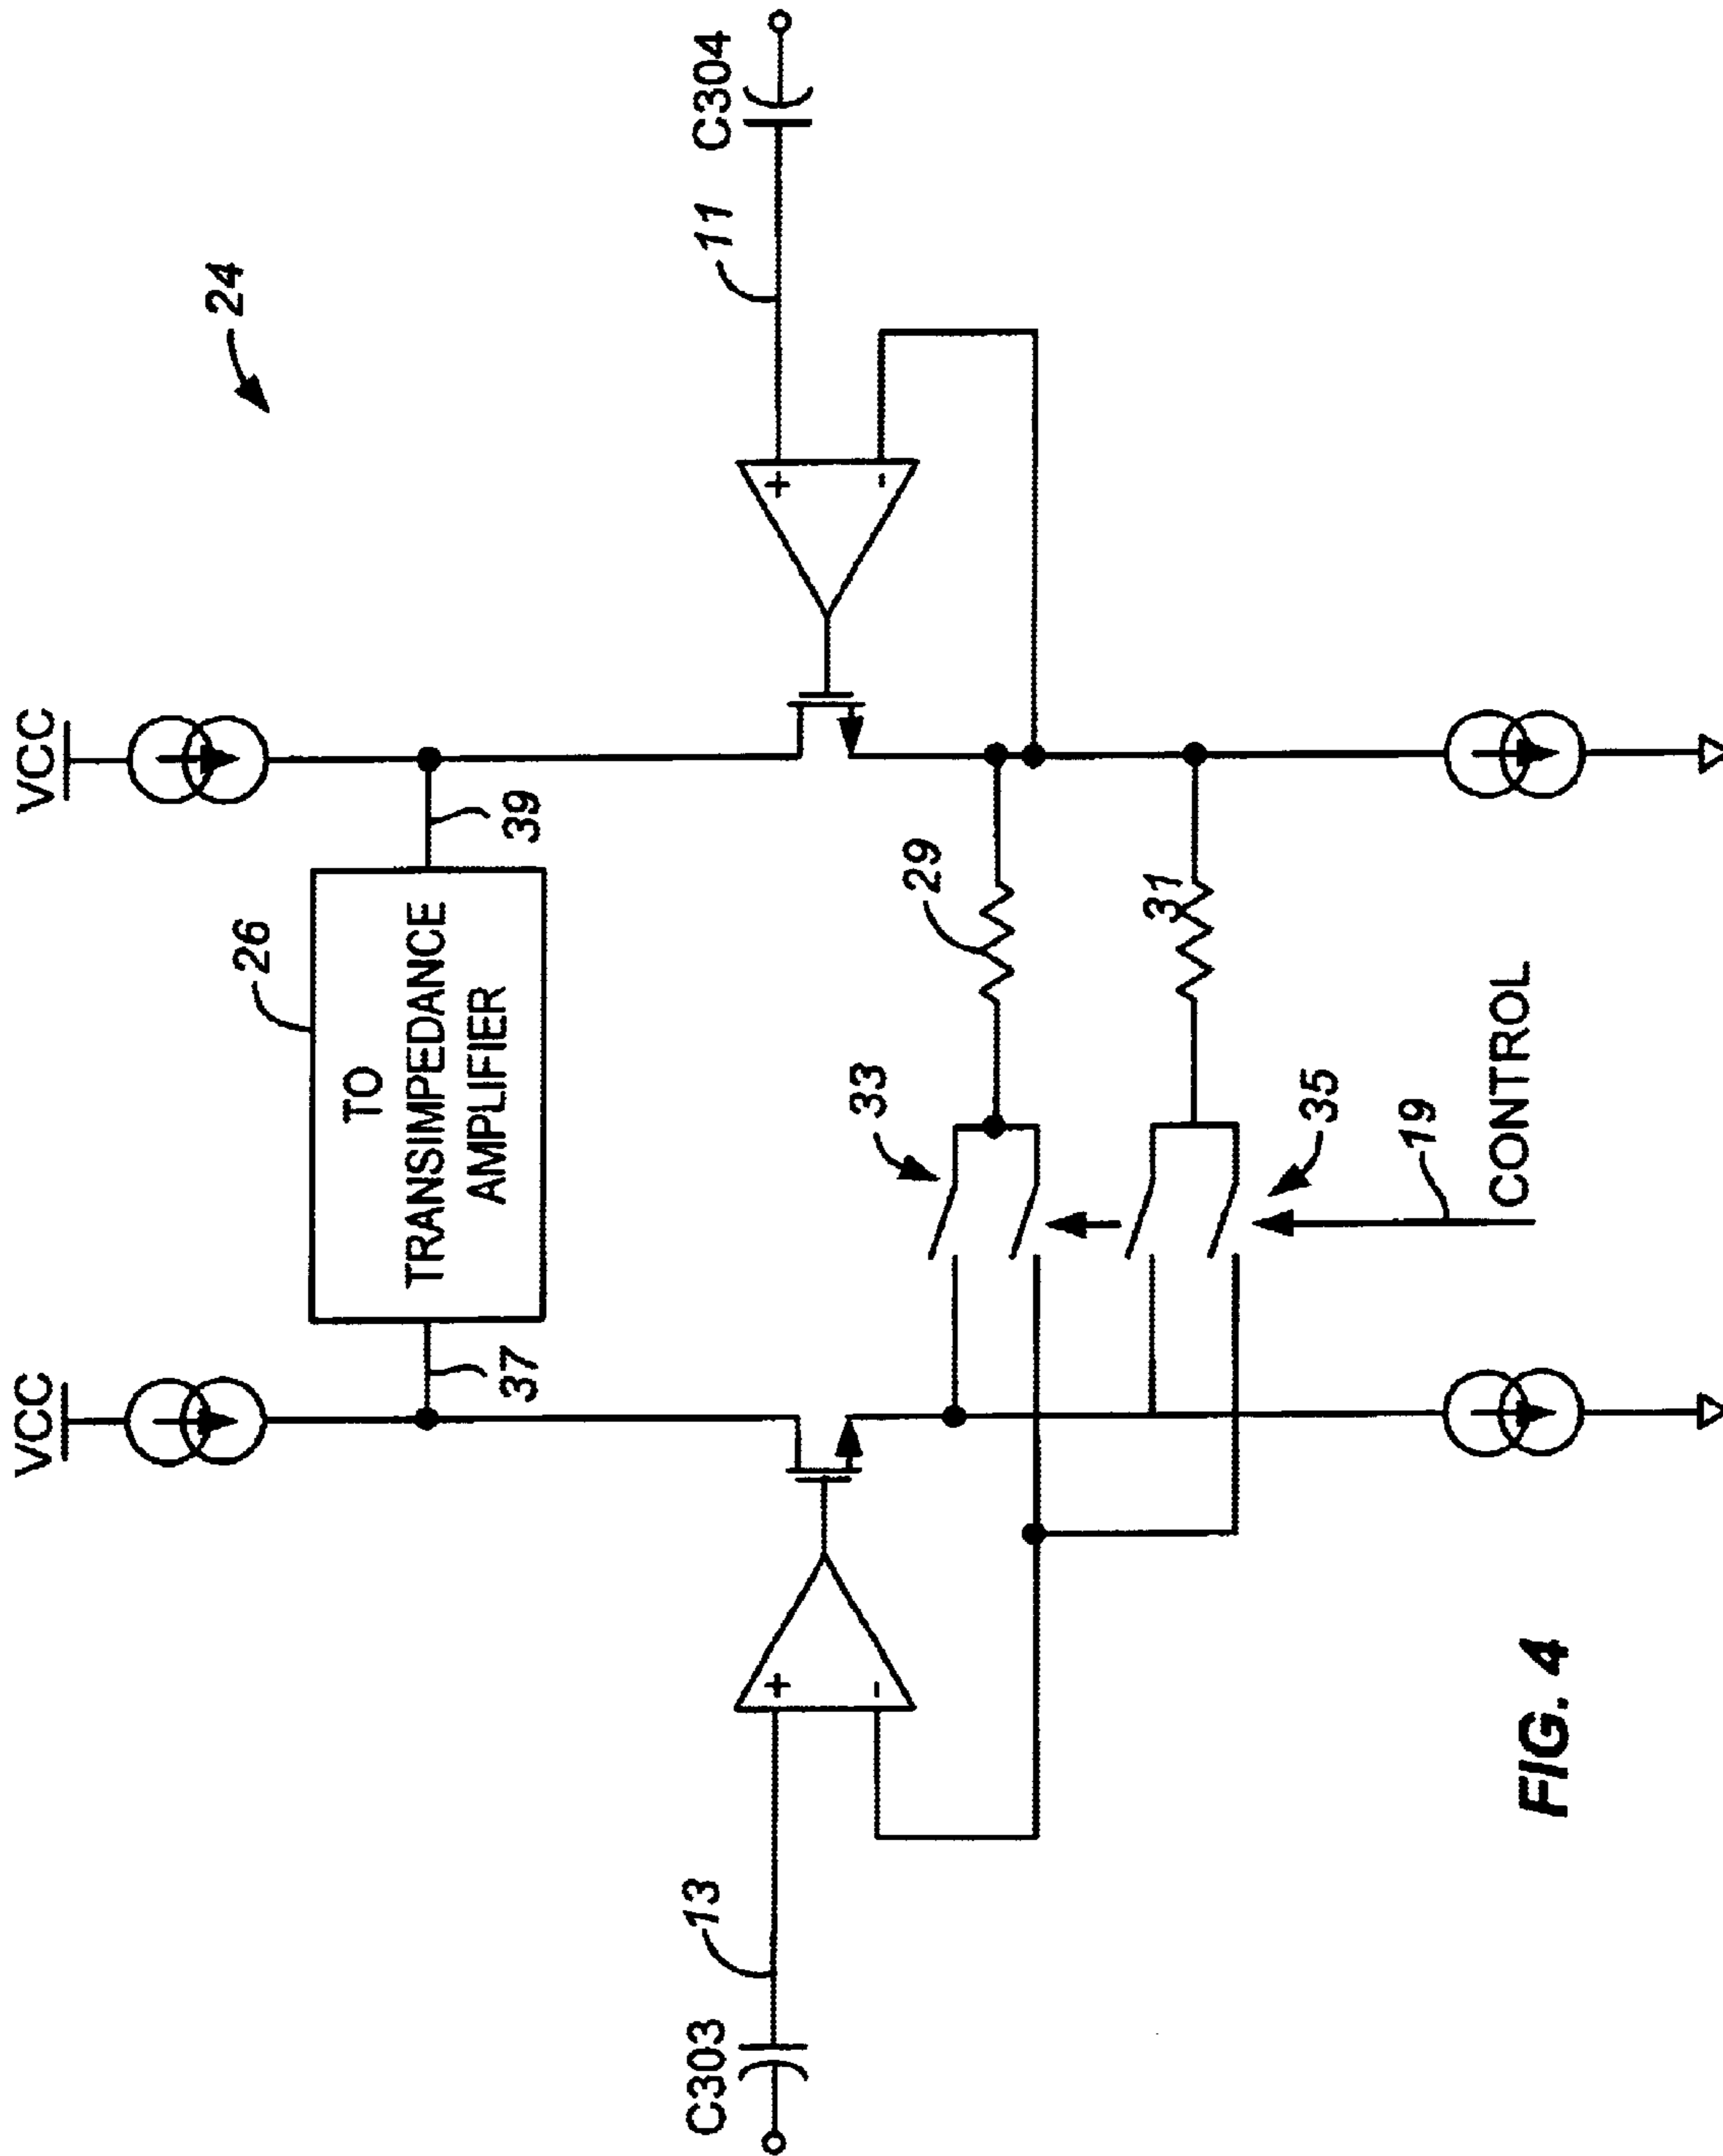 VCC
VCC
24
26
TO
TRANSIMPEDANCE
AMPLIFIER
37
39
C303
13
11
C304
+
+
-
-
33
29
31
35
19
CONTROL
FIG. 4